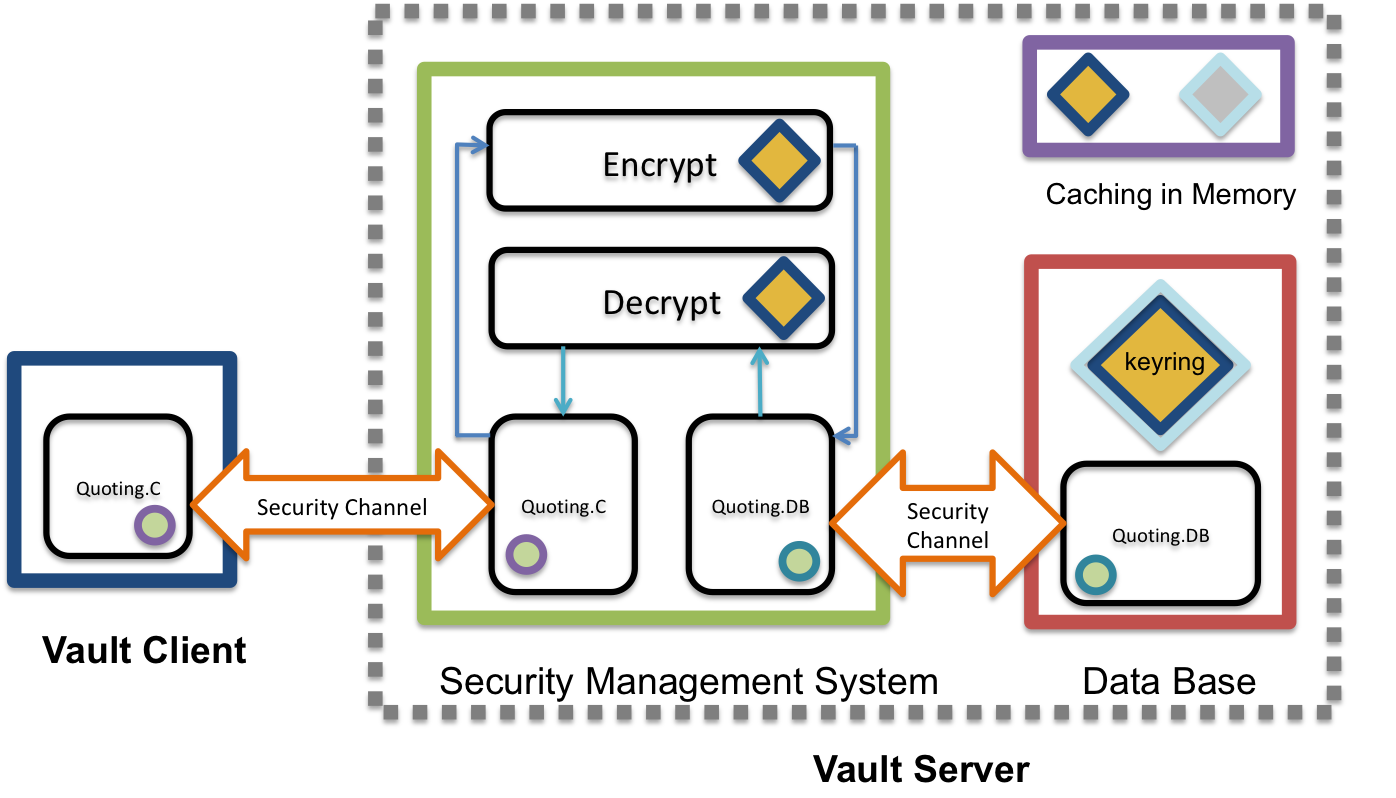 Encrypt
Caching in Memory
Decrypt
keyring
Quoting.C
Security Channel
Quoting.C
Quoting.DB
Security
Channel
Quoting.DB
Vault Client
Security Management System
Data Base
Vault Server